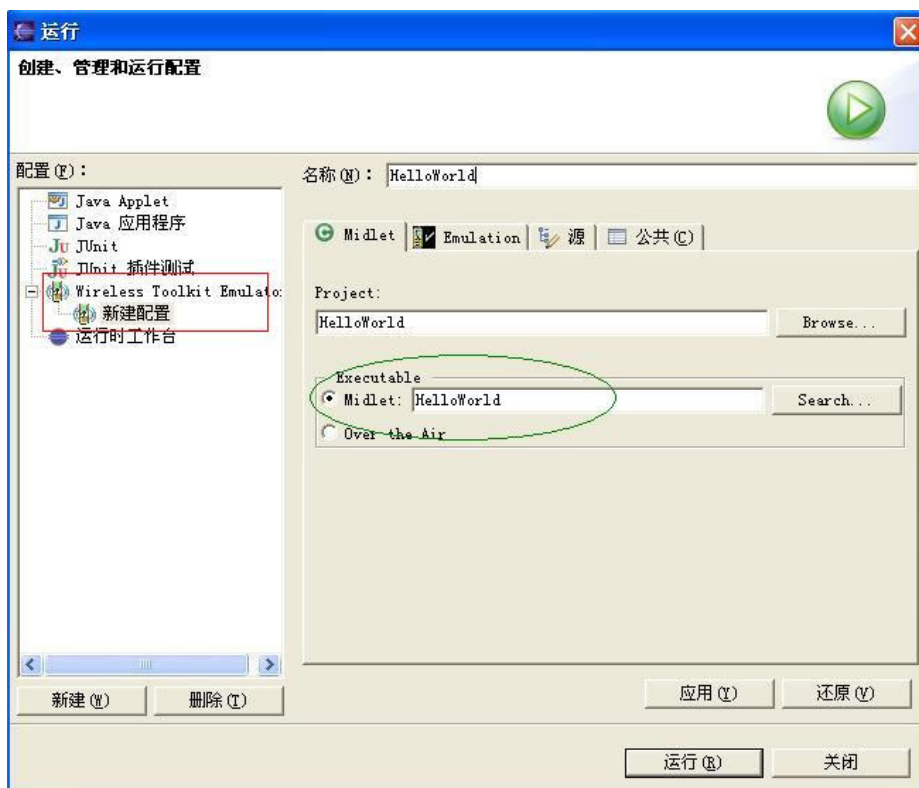 运行
创建、管理和运行配置
配置(F)：
名称(N)： HelloWorld
Java Applet
Java 应用程序
JUnit
JUnit 插件测试
Wireless Toolkit Emulato
新建配置
运行时工作台
Midlet Emulation 源 公共(C)
Project:
HelloWorld Browse...
Executable
Midlet: HelloWorld Search...
Over the Air
新建(W) 删除(T)
应用(Y) 还原(V)
运行(R) 关闭